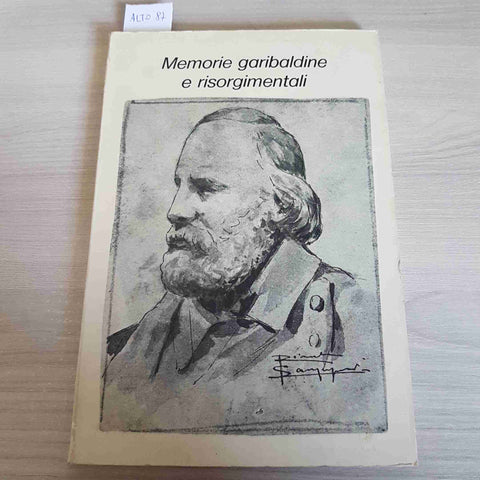 ALTO 87
Memorie garibaldine
e risorgimentali